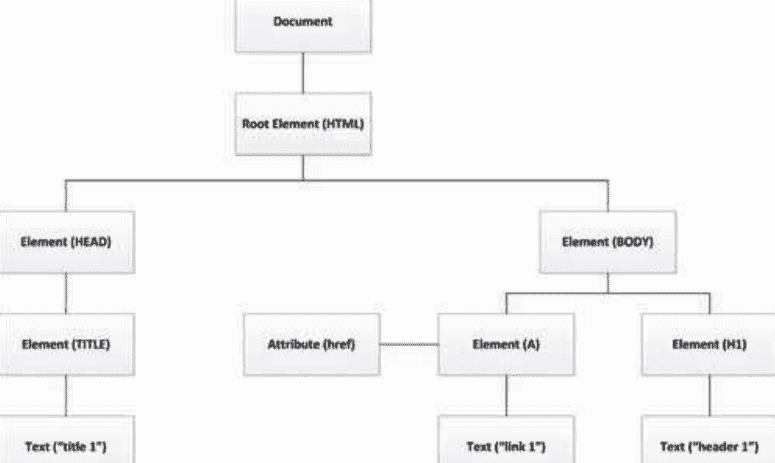 Document
Root Element (HTML)
Element (HEAD)
Element (BODY)
Element (TITLE)
Attribute (href)
Element (A)
Element (H1)
Text ("title 1")
Text ("link 1")
Text ("header 1")